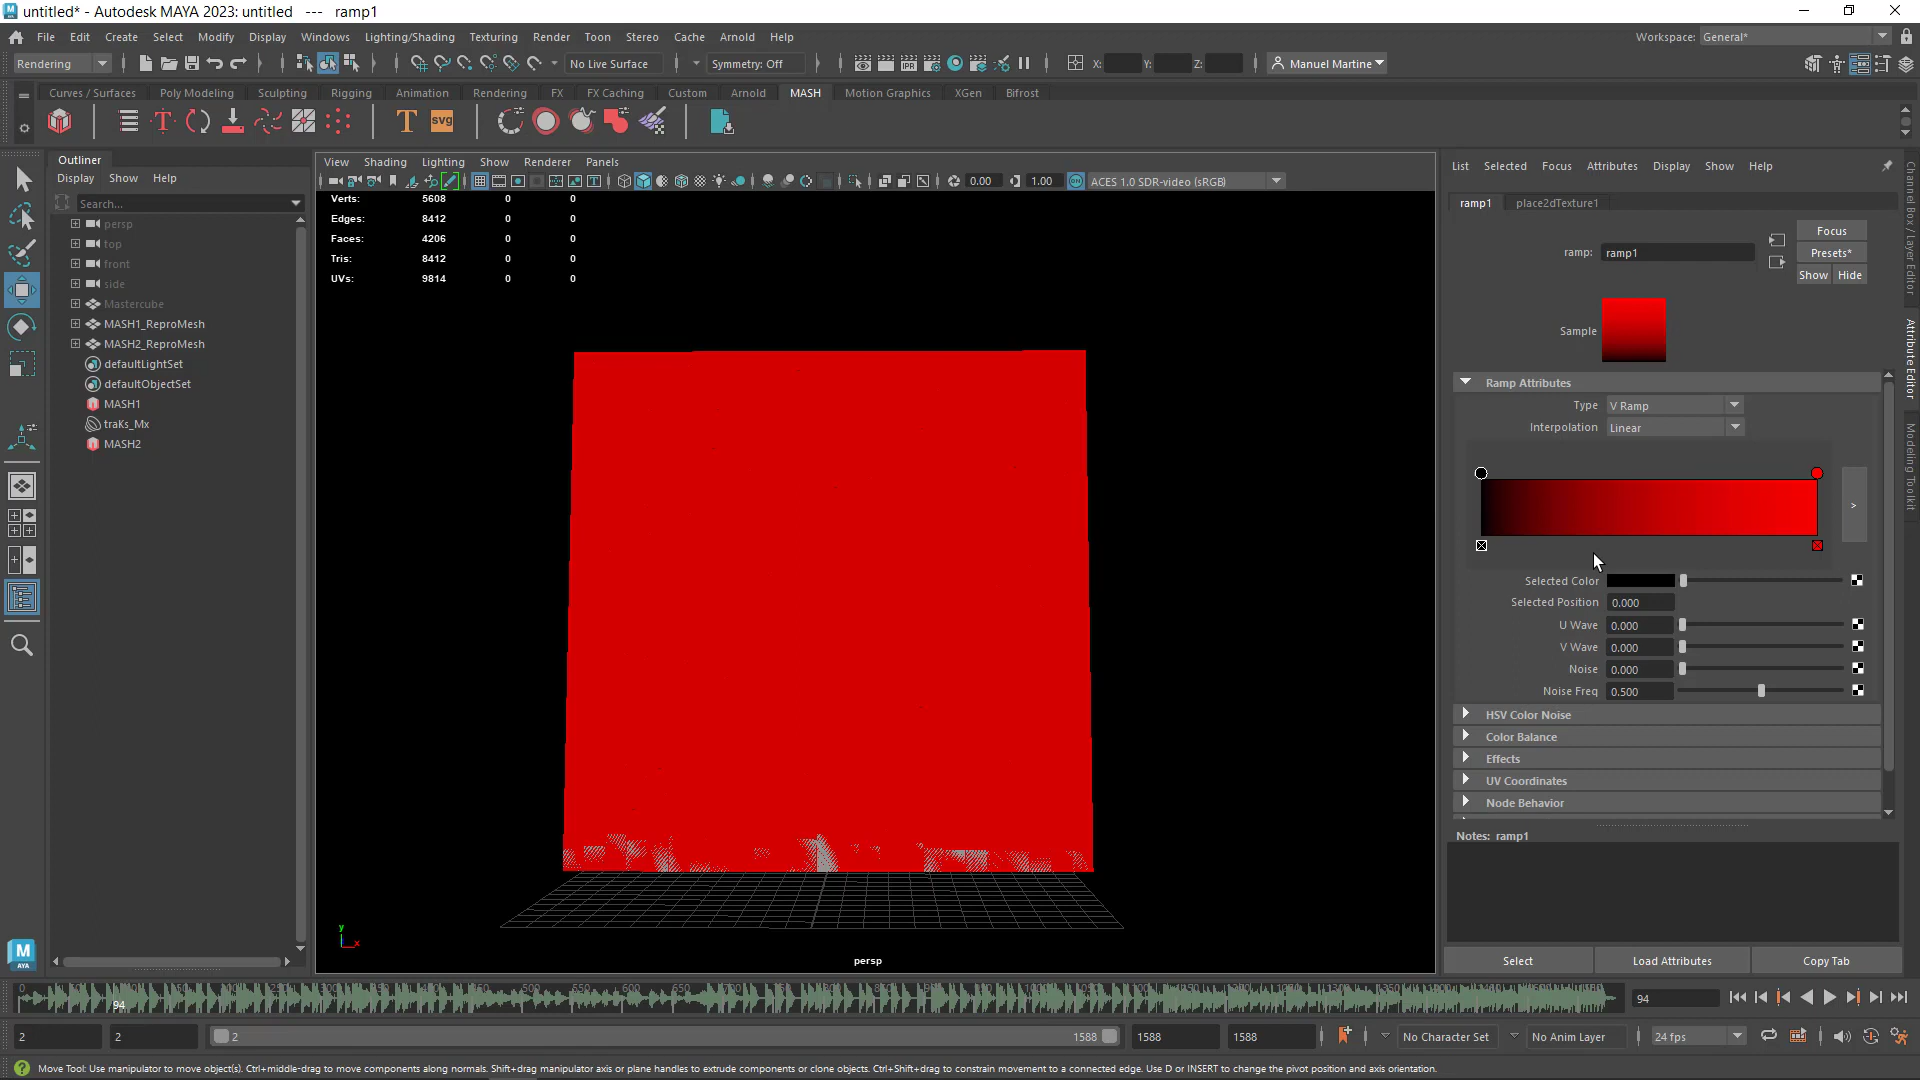 untitled* - Autodesk MAYA 2023: untitled --- ramp1
File Edit Create Select Modify Display Windows Lighting/Shading Texturing Render Toon Stereo Cache Arnold Help
Workspace: General*
Rendering
No Live Surface
Symmetry: Off
X: Y: Z:
Manuel Martine
Curves / Surfaces Poly Modeling Sculpting Rigging Animation Rendering FX FX Caching Custom Arnold MASH Motion Graphics XGen Bifrost
T
T
svg
Outliner
Display Show Help
Search...
persp
top
front
side
Mastercube
MASH1_ReproMesh
MASH2_ReproMesh
defaultLightSet
defaultObjectSet
MASH1
traKs_Mx
MASH2
View Shading Lighting Show Renderer Panels
0.00
1.00
ACES 1.0 SDR-video (sRGB)
Verts: 5608 0 0
Edges: 8412 0 0
Faces: 4206 0 0
Tris: 8412 0 0
UVs: 9814 0 0
y
x
persp
List Selected Focus Attributes Display Show Help
ramp1 place2dTexture1
ramp: ramp1
Focus
Presets*
Show Hide
Sample
Ramp Attributes
Type V Ramp
Interpolation Linear
>
Selected Color
Selected Position 0.000
U Wave 0.000
V Wave 0.000
Noise 0.000
Noise Freq 0.500
HSV Color Noise
Color Balance
Effects
UV Coordinates
Node Behavior
Notes: ramp1
Select Load Attributes Copy Tab
Channel Box / Layer Editor
Attribute Editor
Modeling Toolkit
M
AYA
0
94
94
2
2
2
1588
1588
1588
No Character Set
No Anim Layer
24 fps
Move Tool: Use manipulator to move object(s). Ctrl+middle-drag to move components along normals. Shift+drag manipulator axis or plane handles to extrude components or clone objects. Ctrl+Shift+drag to constrain movement to a connected edge. Use D or INSERT to change the pivot position and axis orientation.